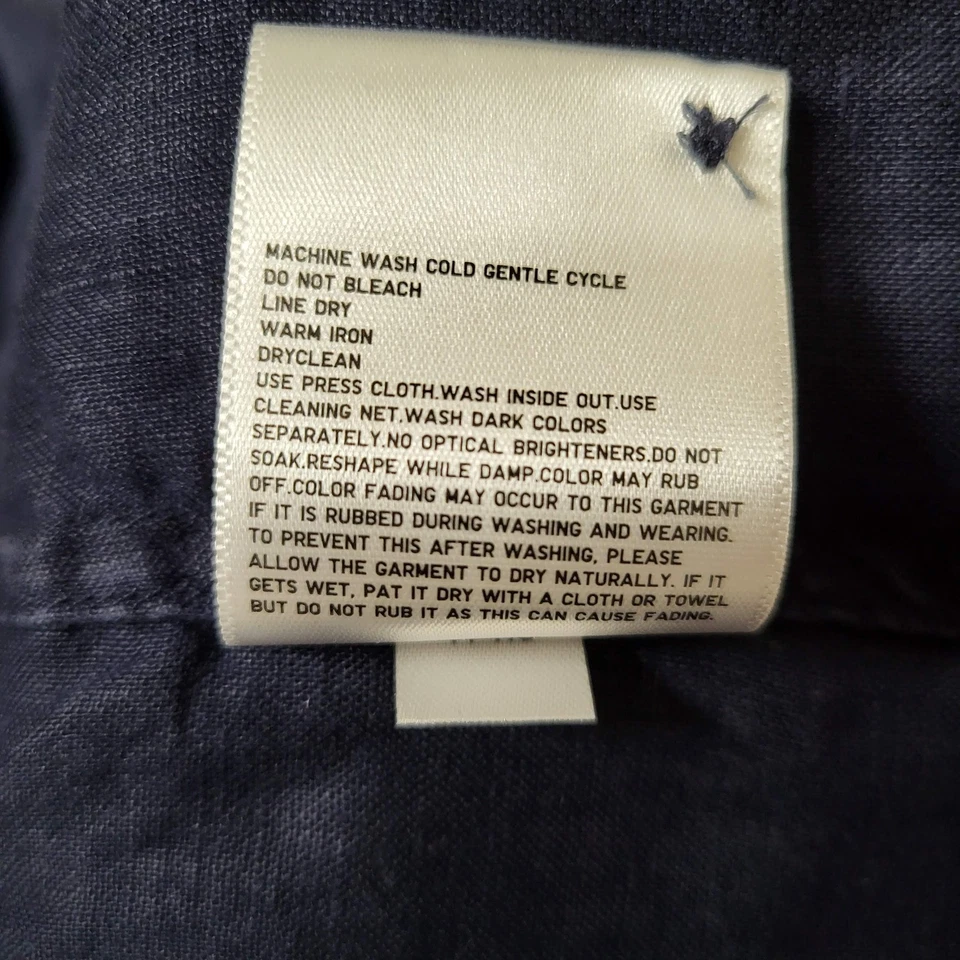 MACHINE WASH COLD GENTLE CYCLE
DO NOT BLEACH
LINE DRY
WARM IRON
DRYCLEAN
USE PRESS CLOTH.WASH INSIDE OUT.USE
CLEANING NET.WASH DARK COLORS
SEPARATELY.NO OPTICAL BRIGHTENERS.DO NOT
SOAK.RESHAPE WHILE DAMP.COLOR MAY RUB
OFF.COLOR FADING MAY OCCUR TO THIS GARMENT
IF IT IS RUBBED DURING WASHING AND WEARING.
TO PREVENT THIS AFTER WASHING, PLEASE
ALLOW THE GARMENT TO DRY NATURALLY. IF IT
GETS WET, PAT IT DRY WITH A CLOTH OR TOWEL
BUT DO NOT RUB IT AS THIS CAN CAUSE FADING.